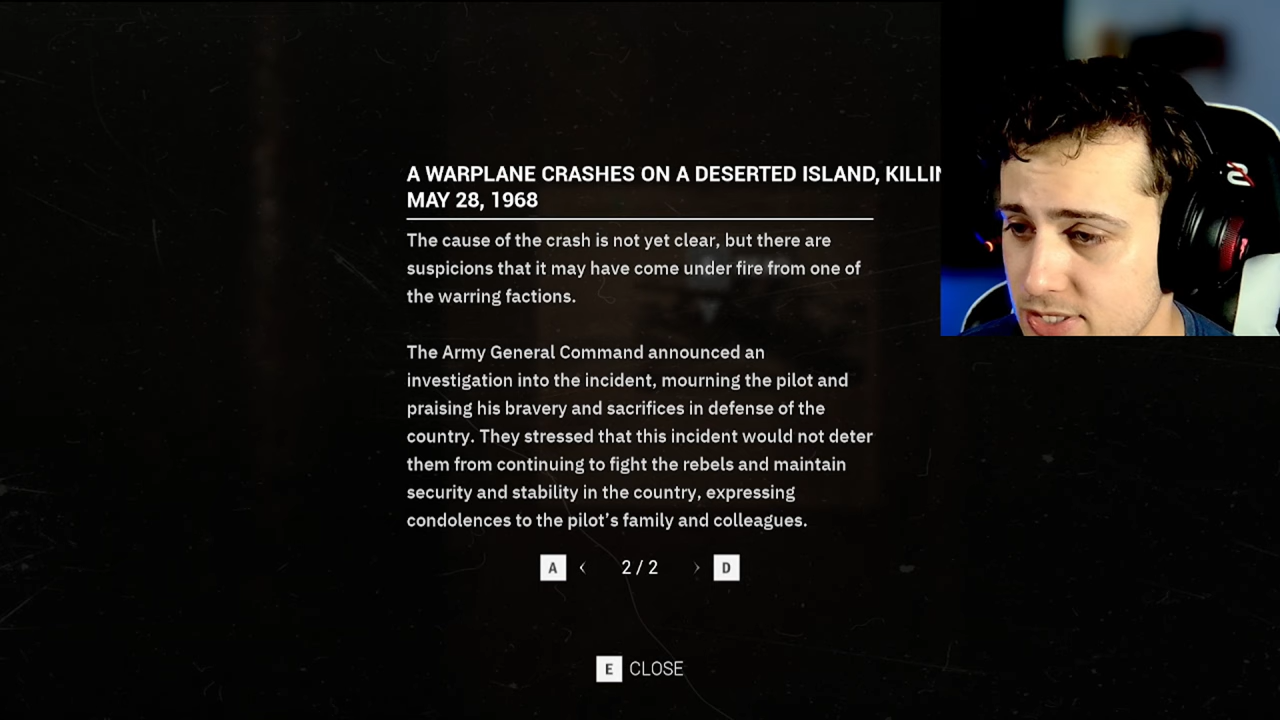 A WARPLANE CRASHES ON A DESERTED ISLAND,
MAY 28, 1968
The cause of the crash is not yet clear, but there are
suspicions that it may have come under fire from one of
the warring factions.
The Army General Command announced an
investigation into the incident, mourning the pilot and
praising his bravery and sacrifices in defense of the
country. They stressed that this incident would not deter
them from continuing to fight the rebels and maintain
security and stability in the country, expressing
condolences to the pilot’s family and colleagues.
A ‹ 2 / 2 › D
E CLOSE